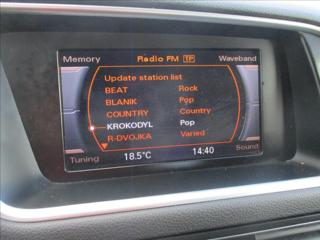 Memory Radio FM TP Waveband
Update station list
BEAT Rock
BLANIK Pop
COUNTRY Country
KROKODYL Pop
R-DVOJKA Varied
Tuning 18.5°C 14:40 Sound